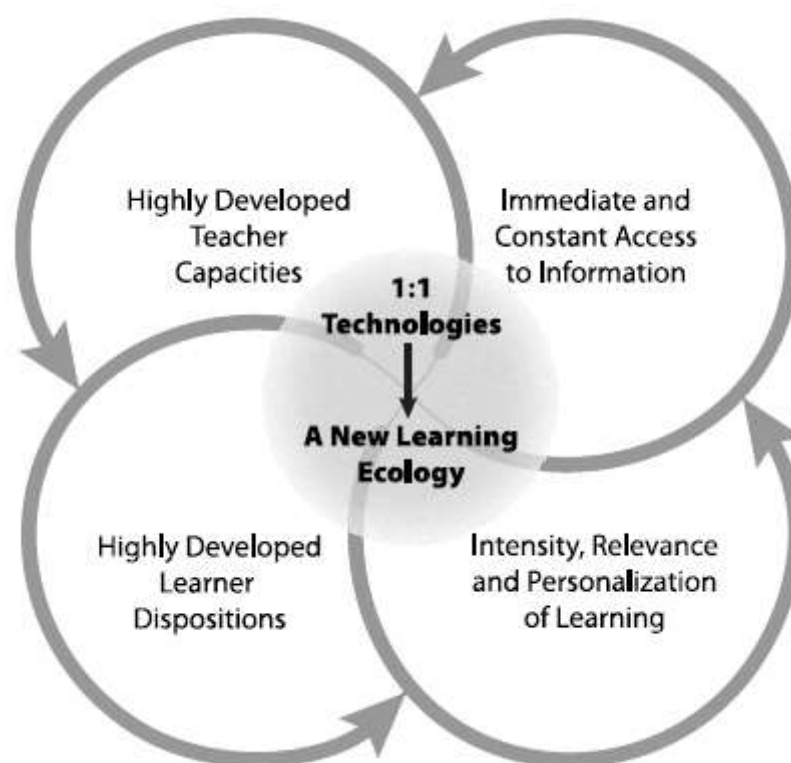 Highly Developed
Teacher
Capacities
Immediate and
Constant Access
to Information
1:1
Technologies
A New Learning
Ecology
Highly Developed
Learner
Dispositions
Intensity, Relevance
and Personalization
of Learning